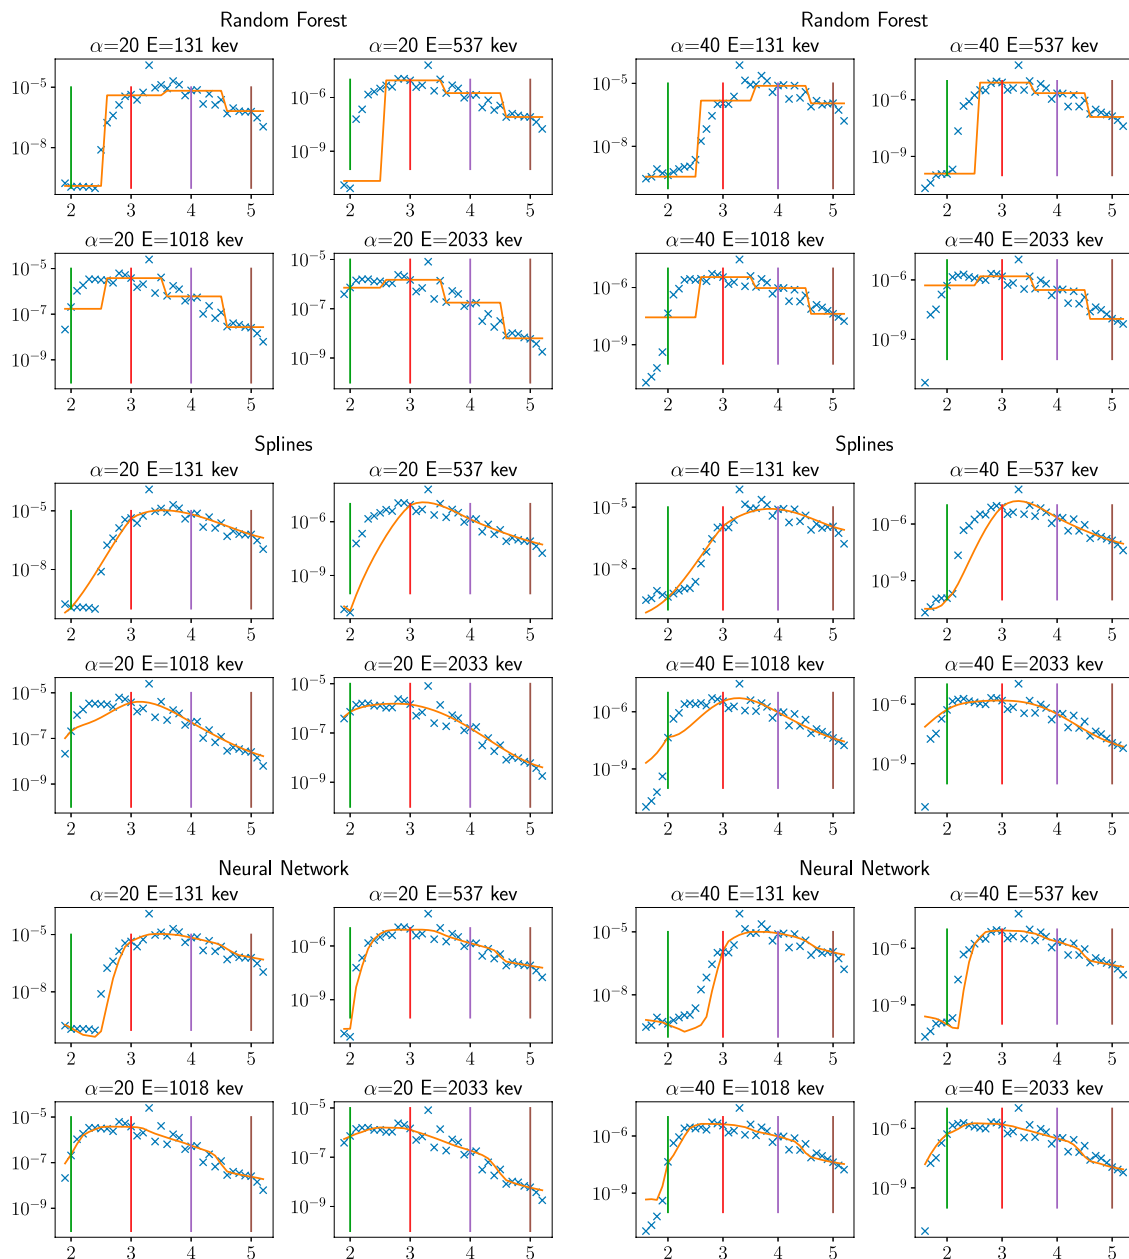 Random Forest Random Forest
α=20 E=131 kev α=20 E=537 kev α=40 E=131 kev α=40 E=537 kev
10⁻⁵ 10⁻⁶ 10⁻⁵ 10⁻⁶
10⁻⁸ 10⁻⁹ 10⁻⁸ 10⁻⁹
2 3 4 5 2 3 4 5 2 3 4 5 2 3 4 5
α=20 E=1018 kev α=20 E=2033 kev α=40 E=1018 kev α=40 E=2033 kev
10⁻⁵ 10⁻⁵ 10⁻⁶ 10⁻⁶
10⁻⁷ 10⁻⁷ 10⁻⁹ 10⁻⁹
10⁻⁹ 10⁻⁹
2 3 4 5 2 3 4 5 2 3 4 5 2 3 4 5
Splines Splines
α=20 E=131 kev α=20 E=537 kev α=40 E=131 kev α=40 E=537 kev
10⁻⁵ 10⁻⁶ 10⁻⁵ 10⁻⁶
10⁻⁸ 10⁻⁹ 10⁻⁸ 10⁻⁹
2 3 4 5 2 3 4 5 2 3 4 5 2 3 4 5
α=20 E=1018 kev α=20 E=2033 kev α=40 E=1018 kev α=40 E=2033 kev
10⁻⁵ 10⁻⁵ 10⁻⁶ 10⁻⁶
10⁻⁷ 10⁻⁷ 10⁻⁹ 10⁻⁹
10⁻⁹ 10⁻⁹
2 3 4 5 2 3 4 5 2 3 4 5 2 3 4 5
Neural Network Neural Network
α=20 E=131 kev α=20 E=537 kev α=40 E=131 kev α=40 E=537 kev
10⁻⁵ 10⁻⁶ 10⁻⁵ 10⁻⁶
10⁻⁸ 10⁻⁹ 10⁻⁸ 10⁻⁹
2 3 4 5 2 3 4 5 2 3 4 5 2 3 4 5
α=20 E=1018 kev α=20 E=2033 kev α=40 E=1018 kev α=40 E=2033 kev
10⁻⁵ 10⁻⁵ 10⁻⁶ 10⁻⁶
10⁻⁷ 10⁻⁷ 10⁻⁹ 10⁻⁹
10⁻⁹ 10⁻⁹
2 3 4 5 2 3 4 5 2 3 4 5 2 3 4 5